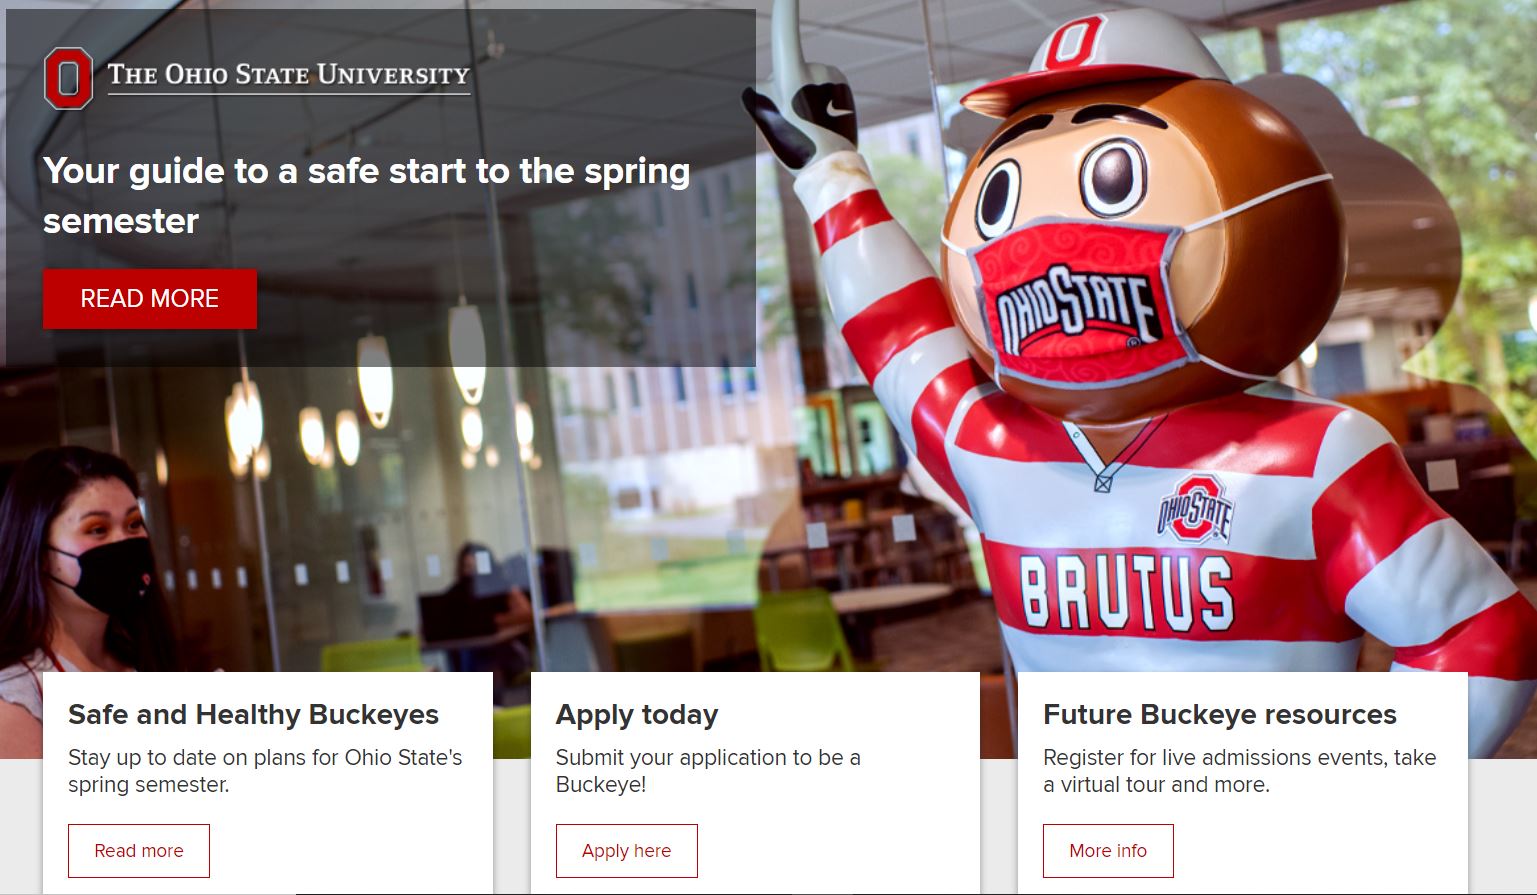 THE OHIO STATE UNIVERSITY
Your guide to a safe start to the spring
semester
READ MORE
O
OHIO STATE
OHIO STATE
BRUTUS
Safe and Healthy Buckeyes
Stay up to date on plans for Ohio State's
spring semester.
Read more
Apply today
Submit your application to be a
Buckeye!
Apply here
Future Buckeye resources
Register for live admissions events, take
a virtual tour and more.
More info